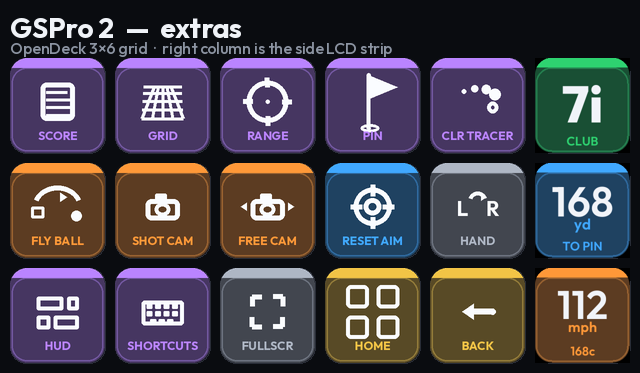 GSPro 2 — extras
OpenDeck 3×6 grid · right column is the side LCD strip
SCORE
GRID
RANGE
PIN
CLR TRACER
7i
CLUB
FLY BALL
SHOT CAM
FREE CAM
RESET AIM
L R
HAND
168
yd
TO PIN
HUD
SHORTCUTS
FULLSCR
HOME
BACK
112
mph
168c